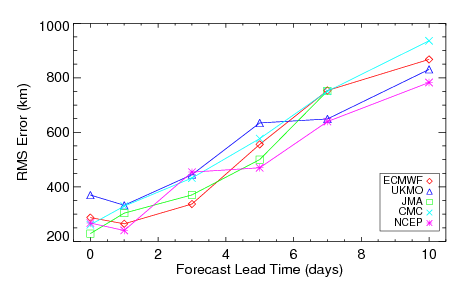 1000
800
600
400
200
RMS Error (km)
0
2
4
6
8
10
Forecast Lead Time (days)
ECMWF
UKMO
JMA
CMC
NCEP